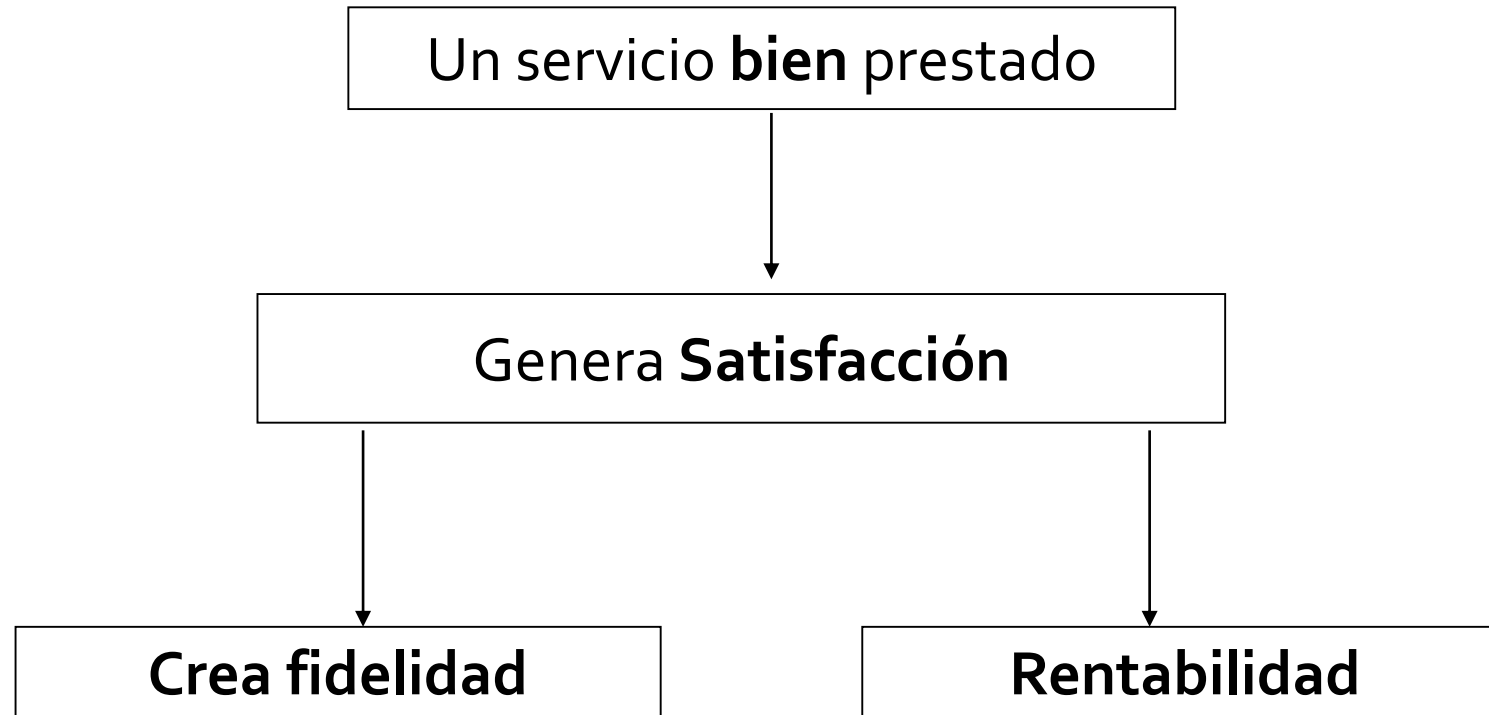 Un servicio bien prestado
Genera Satisfacción
Crea fidelidad
Rentabilidad